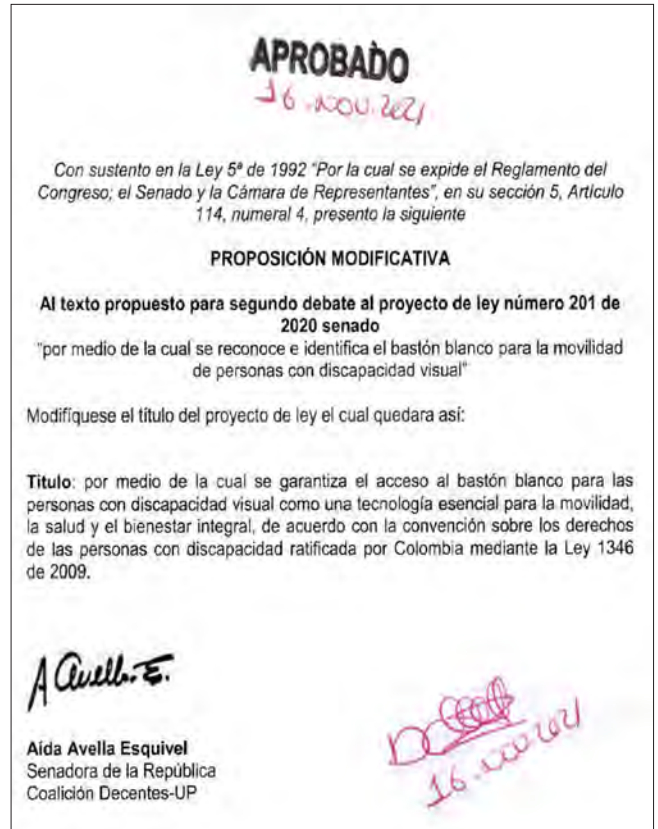 APROBADO
16. NOV. 2021
Con sustento en la Ley 5ª de 1992 "Por la cual se expide el Reglamento del
Congreso; el Senado y la Cámara de Representantes", en su sección 5, Artículo
114, numeral 4, presento la siguiente
PROPOSICIÓN MODIFICATIVA
Al texto propuesto para segundo debate al proyecto de ley número 201 de
2020 senado
"por medio de la cual se reconoce e identifica el bastón blanco para la movilidad
de personas con discapacidad visual"
Modifíquese el título del proyecto de ley el cual quedara así:
Título: por medio de la cual se garantiza el acceso al bastón blanco para las
personas con discapacidad visual como una tecnología esencial para la movilidad,
la salud y el bienestar integral, de acuerdo con la convención sobre los derechos
de las personas con discapacidad ratificada por Colombia mediante la Ley 1346
de 2009.
A Avella. E.
Aída Avella Esquivel
Senadora de la República
Coalición Decentes-UP
16. nov 2021